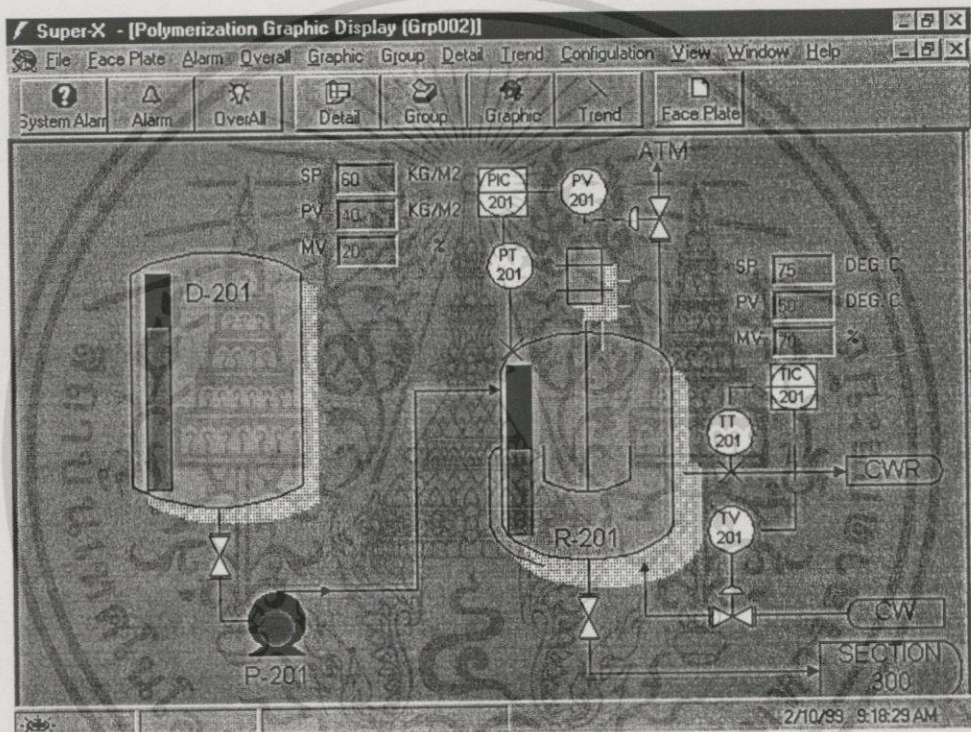 Super-X - [Polymerization Graphic Display (Grp002)]
File Face Plate Alarm Overall Graphic Group Detail Trend Configulation View Window Help
System Alarm Alarm OverAll Detail Group Graphic Trend Face Plate
ATM
SP 60 KG/M2
PV 40 KG/M2
MV 20 %
PIC 201
PV 201
PT 201
SP 75 DEG. C
PV 50 DEG. C
MV 70 %
TIC 201
TT 201
D-201
CWR
R-201
TV 201
CW
P-201
SECTION
300
2/10/99 9:18:29 AM